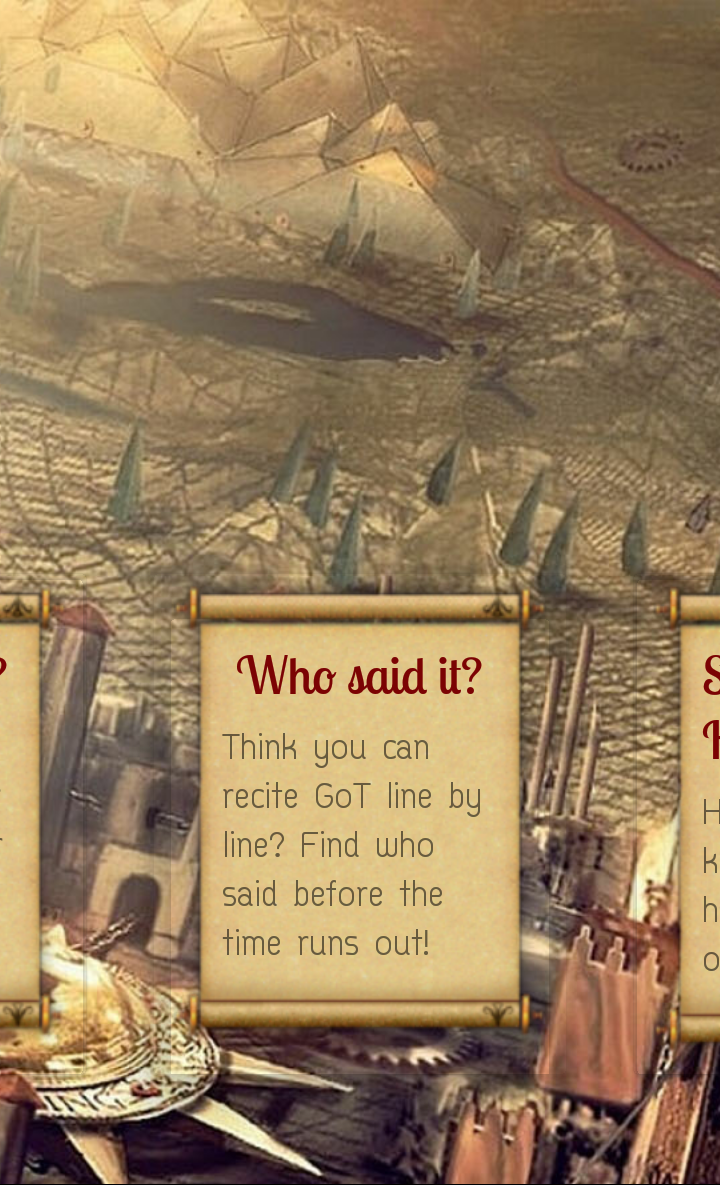 ?
Who said it?
Think you can
recite GoT line by
line? Find who
said before the
time runs out!
S
H
k
h
o